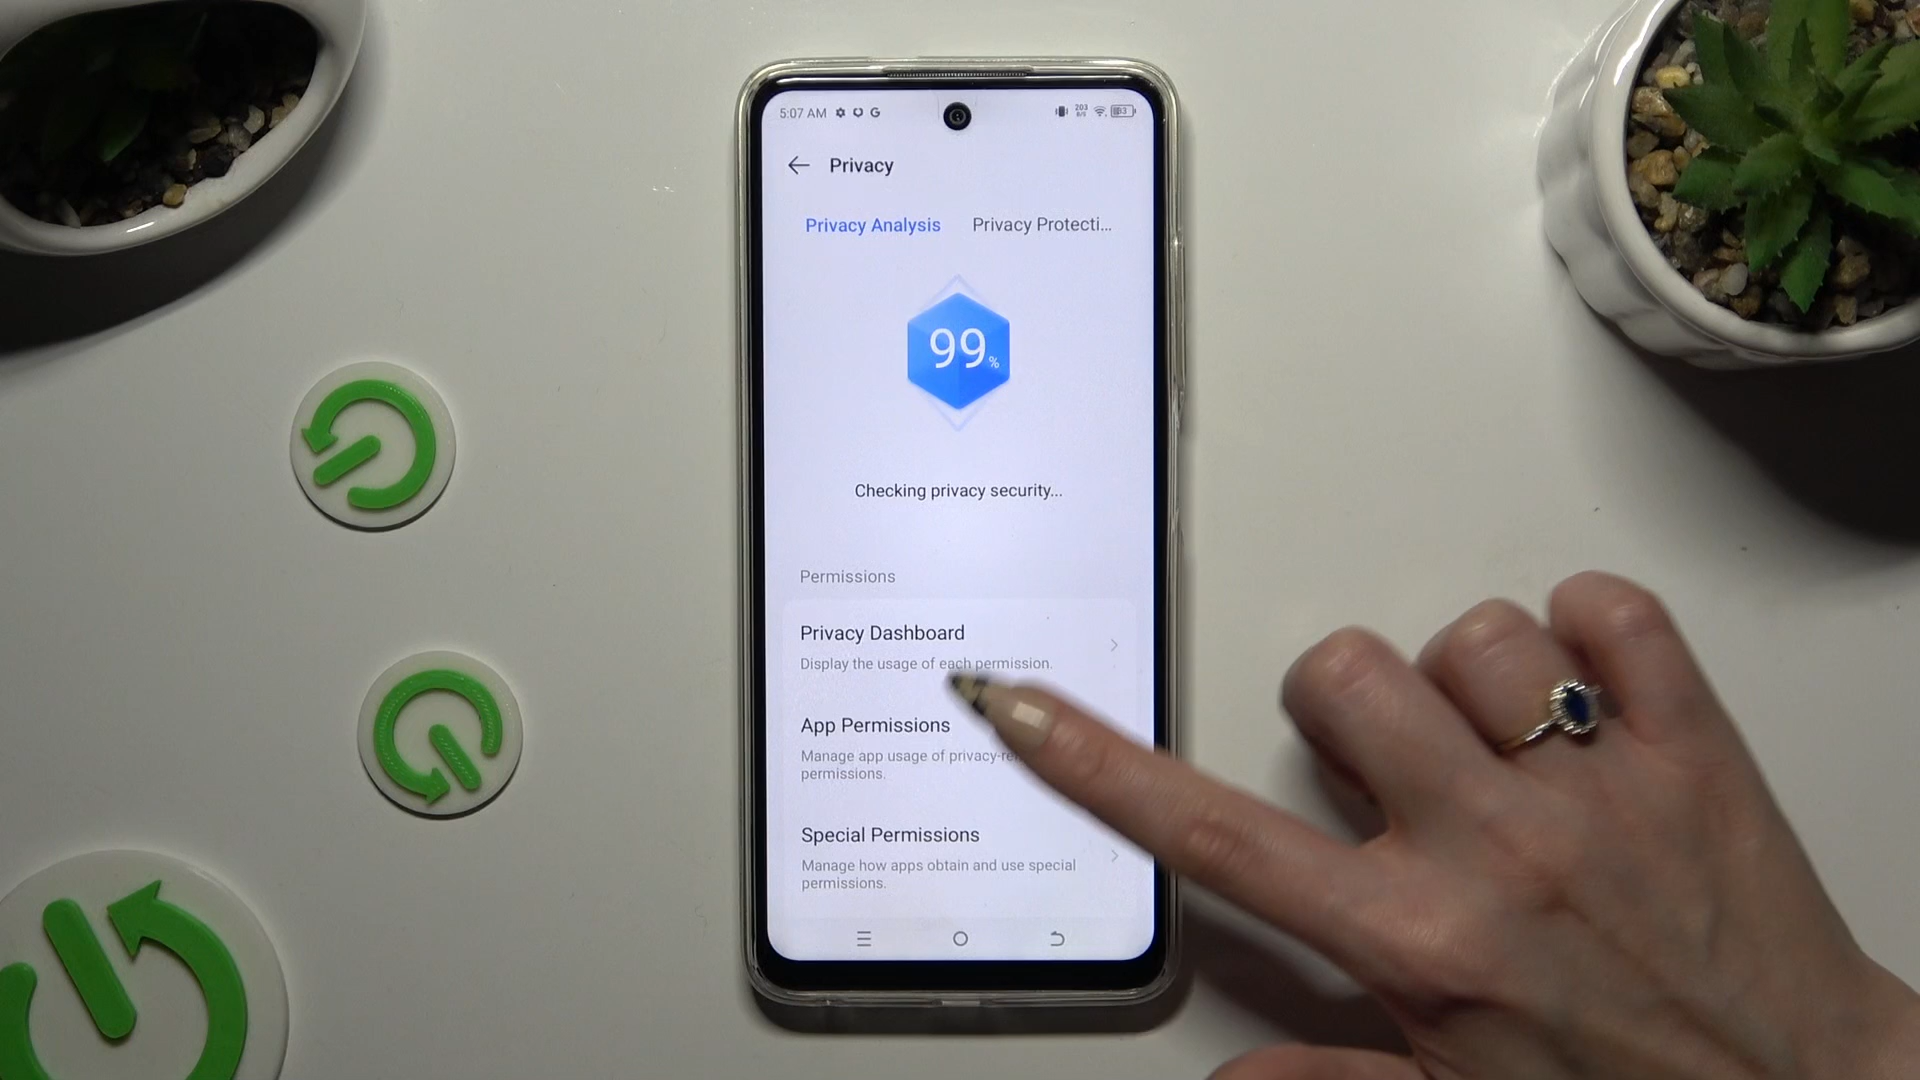 5:07 AM
Privacy
Privacy Analysis
Privacy Protecti...
99%
Checking privacy security...
Permissions
Privacy Dashboard
Display the usage of each permission.
App Permissions
Manage app usage of privacy-re
permissions.
Special Permissions
Manage how apps obtain and use special
permissions.